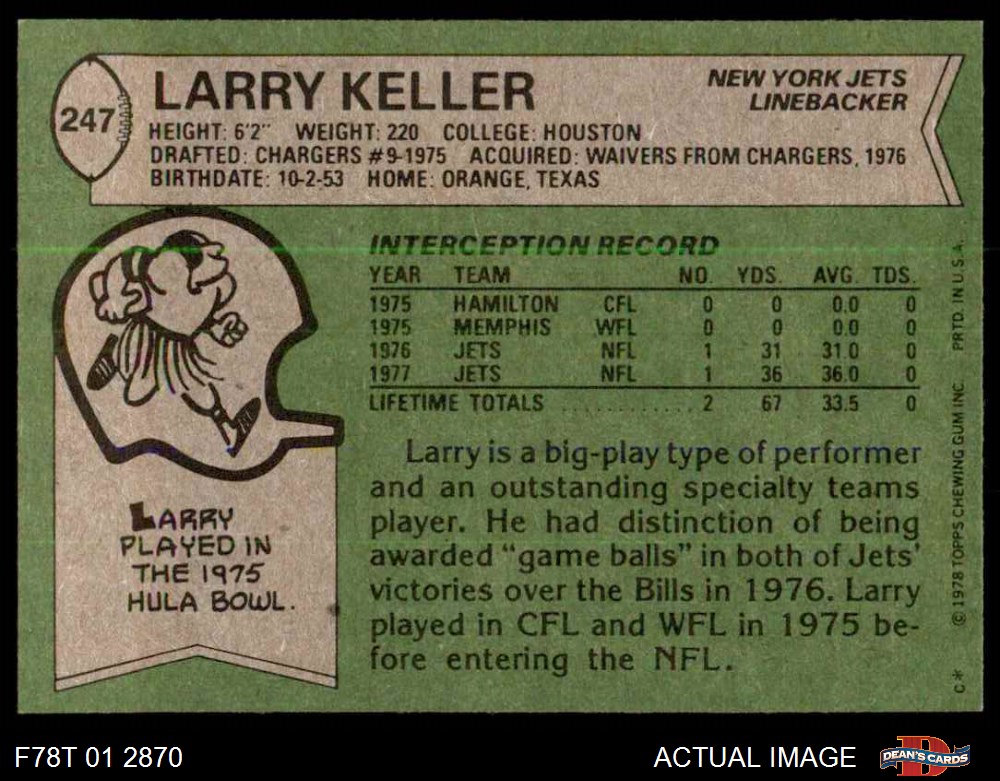 247
LARRY KELLER
NEW YORK JETS
LINEBACKER
HEIGHT: 6'2" WEIGHT: 220 COLLEGE: HOUSTON
DRAFTED: CHARGERS #9-1975 ACQUIRED: WAIVERS FROM CHARGERS, 1976
BIRTHDATE: 10-2-53 HOME: ORANGE, TEXAS
INTERCEPTION RECORD
YEAR TEAM NO. YDS. AVG. TDS.
1975 HAMILTON CFL 0 0 0.0 0
1975 MEMPHIS WFL 0 0 0.0 0
1976 JETS NFL 1 31 31.0 0
1977 JETS NFL 1 36 36.0 0
LIFETIME TOTALS ............ 2 67 33.5 0
Larry is a big-play type of performer
and an outstanding specialty teams
player. He had distinction of being
awarded "game balls" in both of Jets'
victories over the Bills in 1976. Larry
played in CFL and WFL in 1975 be-
fore entering the NFL.
LARRY
PLAYED IN
THE 1975
HULA BOWL.
C* © 1978 TOPPS CHEWING GUM INC. PRTD. IN U.S.A.
F78T 01 2870
ACTUAL IMAGE
D
DEAN'S CARDS